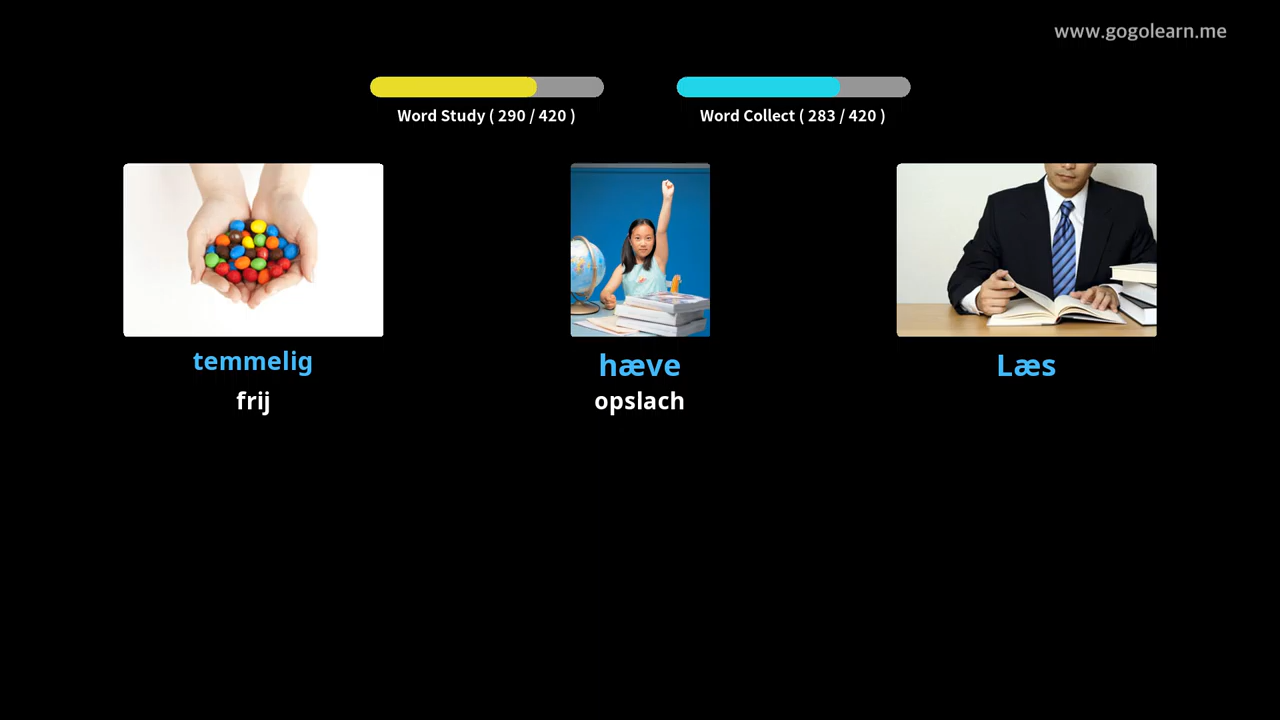 www.gogolearn.me
Word Study ( 290 / 420 )
Word Collect ( 283 / 420 )
temmelig
frij
hæve
opslach
Læs